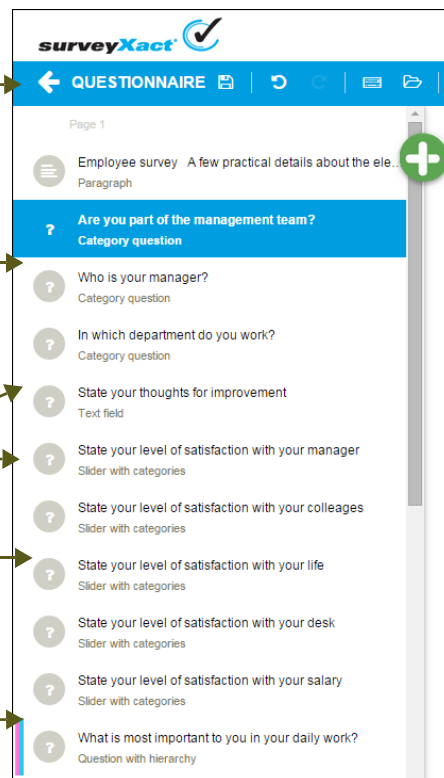 surveyXact
QUESTIONNAIRE
Page 1
Employee survey A few practical details about the ele...
Paragraph
Are you part of the management team?
Category question
Who is your manager?
Category question
In which department do you work?
Category question
State your thoughts for improvement
Text field
State your level of satisfaction with your manager
Slider with categories
State your level of satisfaction with your colleages
Slider with categories
State your level of satisfaction with your life
Slider with categories
State your level of satisfaction with your desk
Slider with categories
State your level of satisfaction with your salary
Slider with categories
What is most important to you in your daily work?
Question with hierarchy